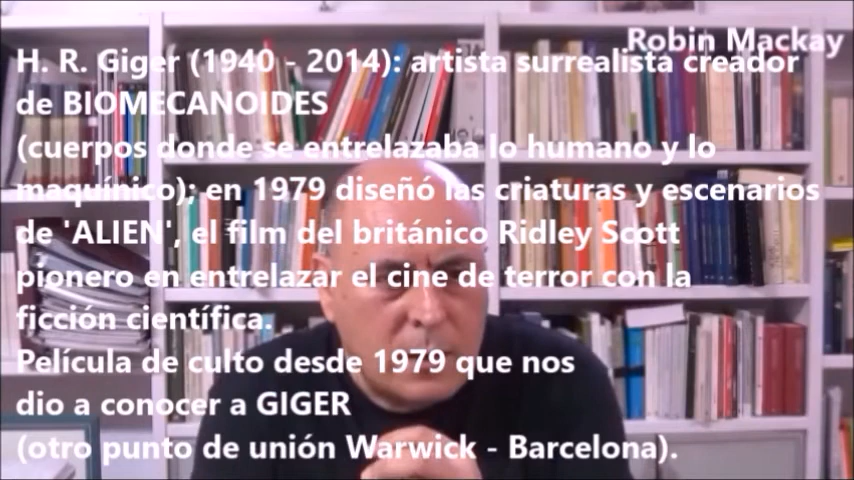 Robin Mackay
H. R. Giger (1940 - 2014): artista surrealista creador
de BIOMECANOIDES
(cuerpos donde se entrelazaba lo humano y lo
maquínico); en 1979 diseñó las criaturas y escenarios
de 'ALIEN', el film del británico Ridley Scott
pionero en entrelazar el cine de terror con la
ficción científica.
Película de culto desde 1979 que nos
dio a conocer a GIGER
(otro punto de unión Warwick - Barcelona).